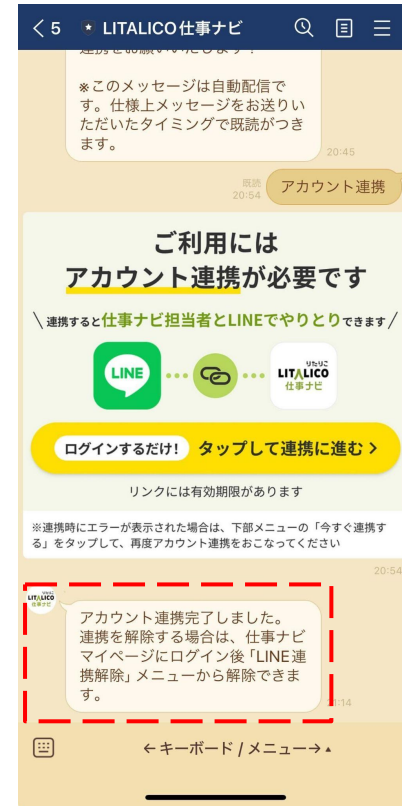 5 LITALICO仕事ナビ
※このメッセージは自動配信で
す。仕様上メッセージをお送りい
ただいたタイミングで既読がつき
ます。
20:45
既読
20:54
アカウント連携
ご利用には
アカウント連携が必要です
\連携すると仕事ナビ担当者とLINEでやりとりできます/
LINE
りたりこ
LITALICO
仕事ナビ
ログインするだけ! タップして連携に進む >
リンクには有効期限があります
※連携時にエラーが表示された場合は、下部メニューの「今すぐ連携す
る」をタップして、再度アカウント連携をおこなってください
20:54
LITALICO
仕事ナビ
アカウント連携完了しました。
連携を解除する場合は、仕事ナビ
マイページにログイン後「LINE連
携解除」メニューから解除できま
す。
21:14
←キーボード / メニュー→▲